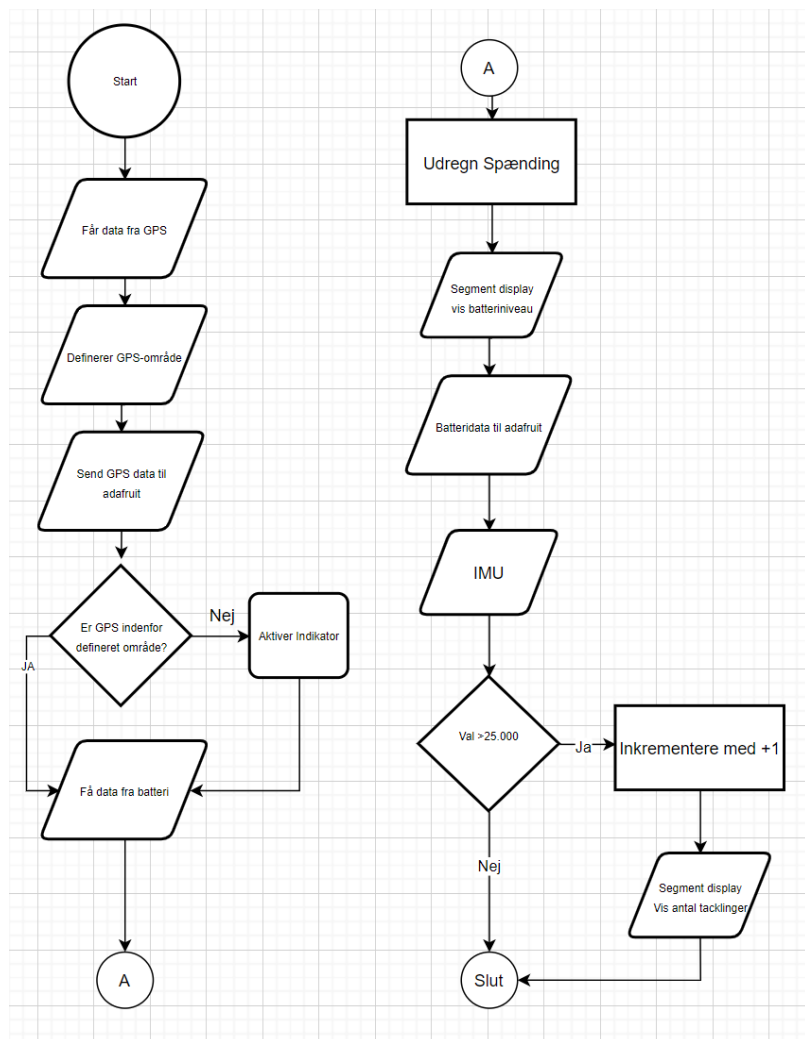 Start
Får data fra GPS
Definerer GPS-område
Send GPS data til
adafruit
Er GPS indenfor
defineret område?
Nej
Aktiver Indikator
JA
Få data fra batteri
A
A
Udregn Spænding
Segment display
vis batteriniveau
Batteridata til adafruit
IMU
Val >25.000
Ja
Inkrementere med +1
Nej
Segment display
Vis antal tacklinger
Slut